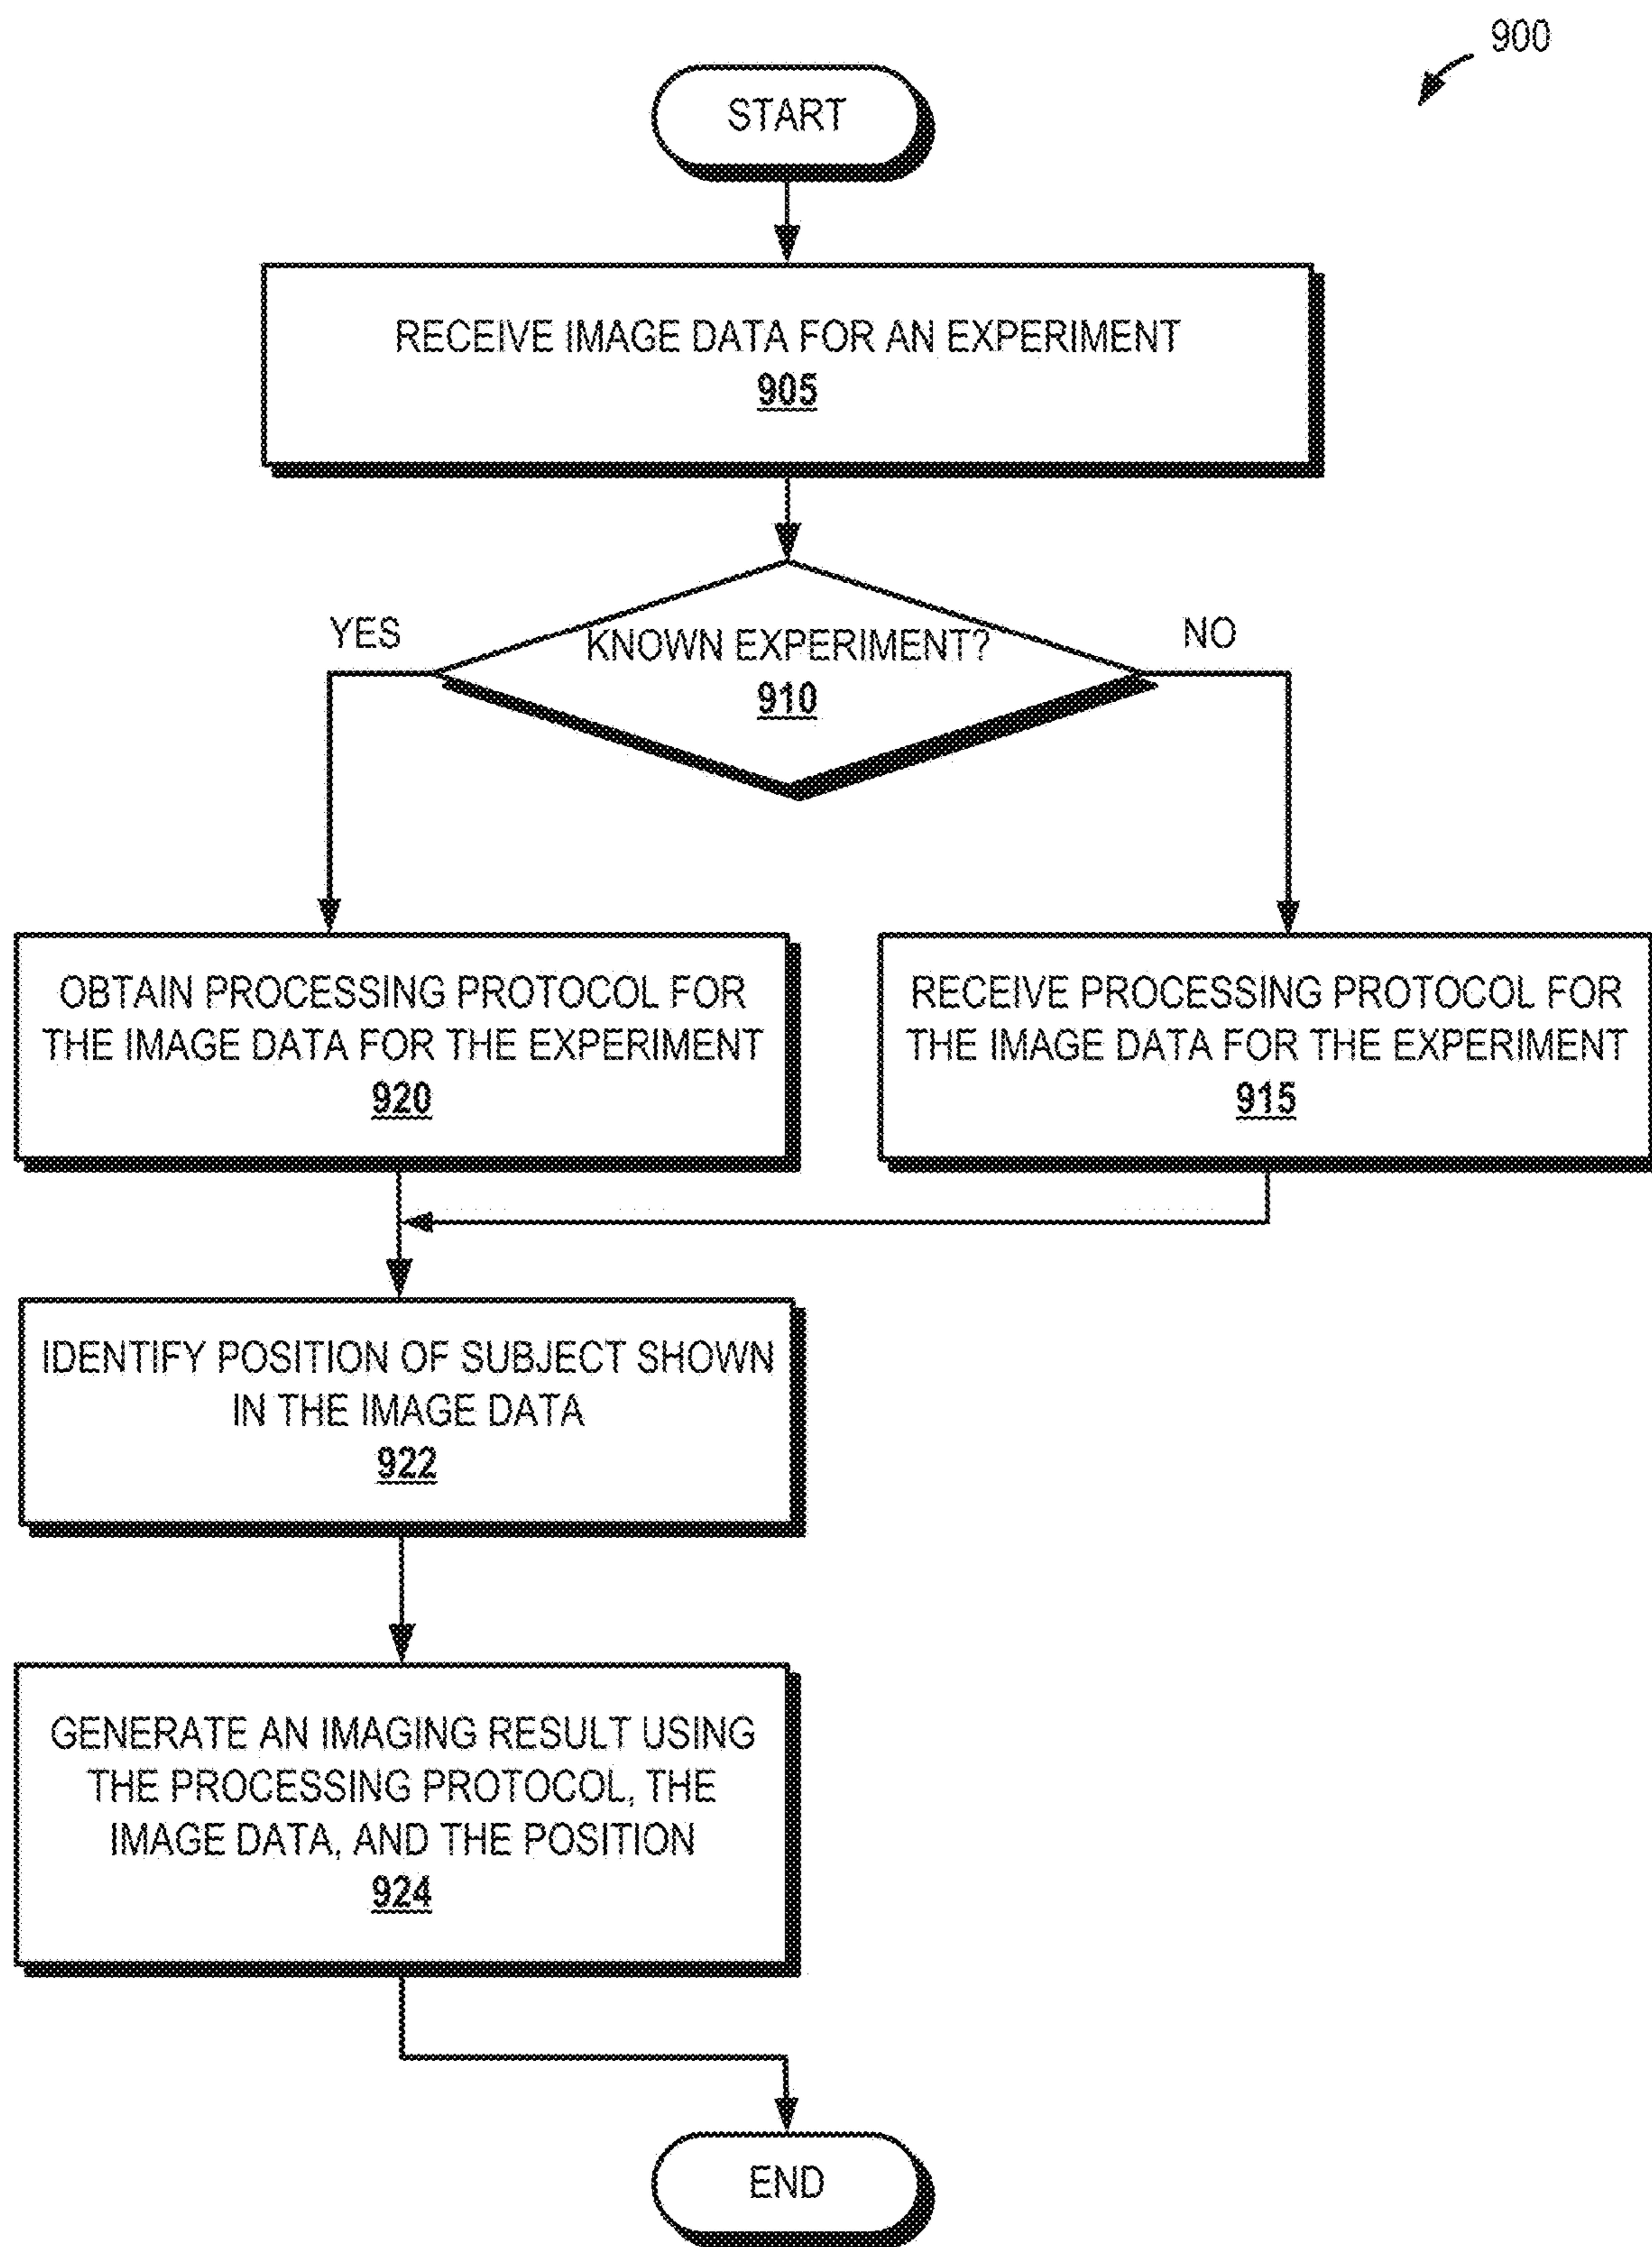 900
START
RECEIVE IMAGE DATA FOR AN EXPERIMENT
905
YES
KNOWN EXPERIMENT?
NO
910
OBTAIN PROCESSING PROTOCOL FOR
THE IMAGE DATA FOR THE EXPERIMENT
920
RECEIVE PROCESSING PROTOCOL FOR
THE IMAGE DATA FOR THE EXPERIMENT
915
IDENTIFY POSITION OF SUBJECT SHOWN
IN THE IMAGE DATA
922
GENERATE AN IMAGING RESULT USING
THE PROCESSING PROTOCOL, THE
IMAGE DATA, AND THE POSITION
924
END